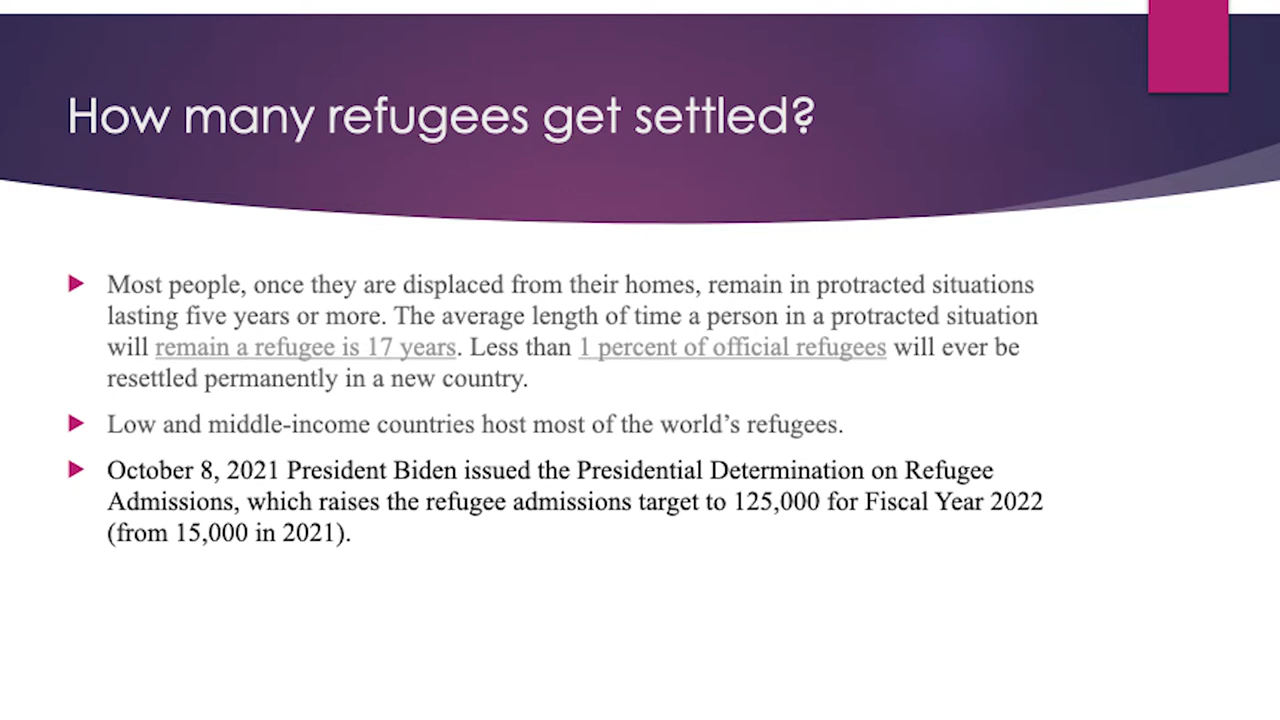 How many refugees get settled?
Most people, once they are displaced from their homes, remain in protracted situations
lasting five years or more. The average length of time a person in a protracted situation
will remain a refugee is 17 years. Less than 1 percent of official refugees will ever be
resettled permanently in a new country.
Low and middle-income countries host most of the world’s refugees.
October 8, 2021 President Biden issued the Presidential Determination on Refugee
Admissions, which raises the refugee admissions target to 125,000 for Fiscal Year 2022
(from 15,000 in 2021).